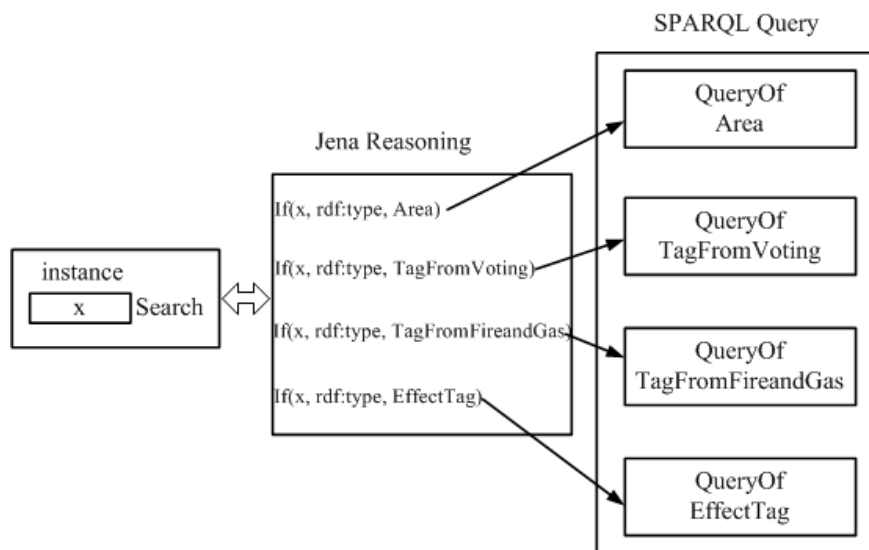 SPARQL Query
QueryOf
Area
Jena Reasoning
If(x, rdf:type, Area)
QueryOf
TagFromVoting
If(x, rdf:type, TagFromVoting)
instance
x
Search
If(x, rdf:type, TagFromFireandGas)
QueryOf
TagFromFireandGas
If(x, rdf:type, EffectTag)
QueryOf
EffectTag